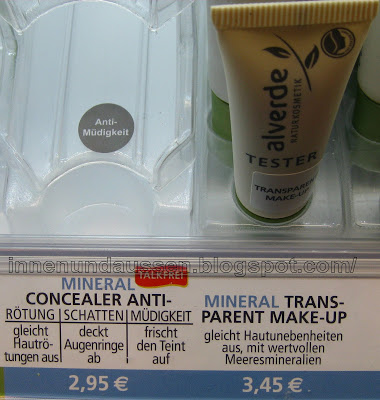 Anti-
Müdigkeit
alverde
NATURKOSMETIK
TESTER
TRANSPARENT
MAKE-UP
innenundaussen.blogspot.com/
TALKFREI
MINERAL
CONCEALER ANTI-
RÖTUNG | SCHATTEN | MÜDIGKEIT
gleicht | deckt | frischt
Hautrö- | Augenringe | den Teint
tungen aus | ab | auf
2,95 €
MINERAL TRANS-
PARENT MAKE-UP
gleicht Hautunebenheiten
aus, mit wertvollen
Meeresmineralien
3,45 €